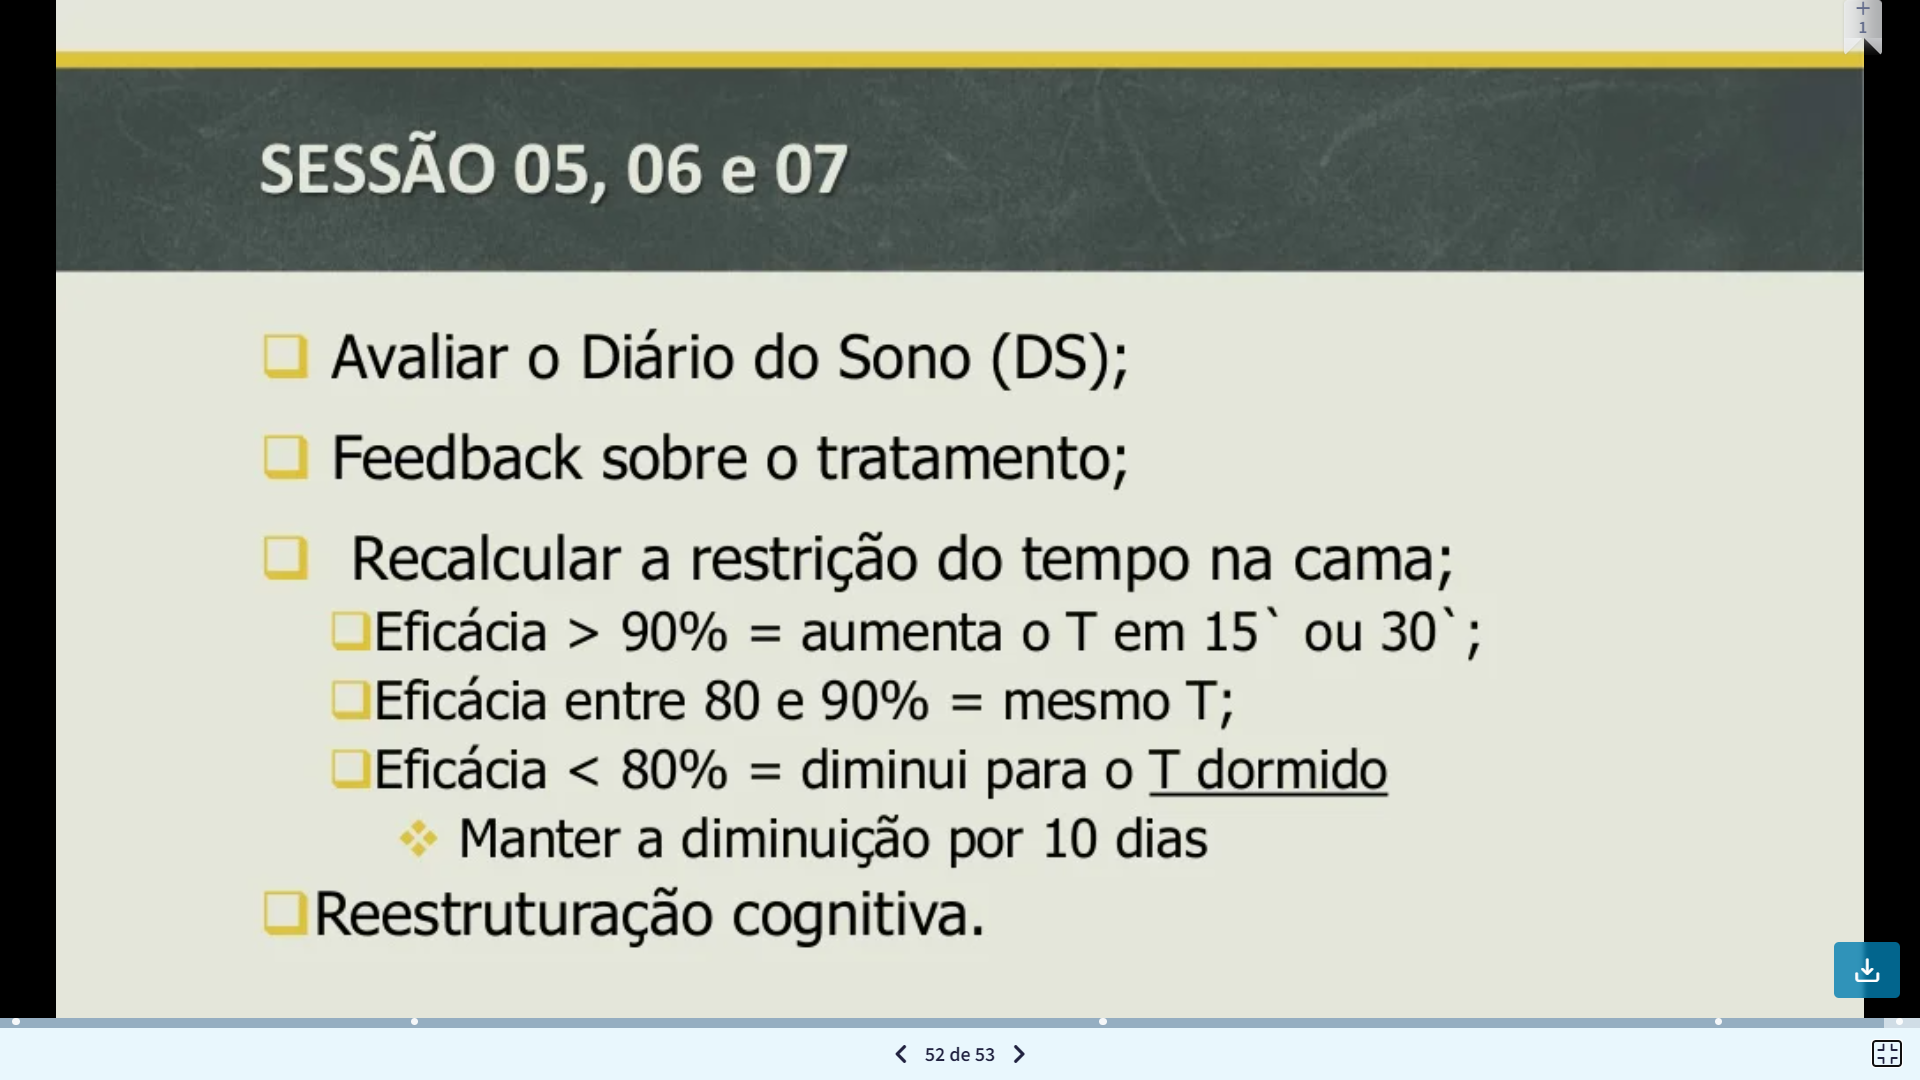 +
1
SESSÃO 05, 06 e 07
Avaliar o Diário do Sono (DS);
Feedback sobre o tratamento;
Recalcular a restrição do tempo na cama;
Eficácia > 90% = aumenta o T em 15` ou 30`;
Eficácia entre 80 e 90% = mesmo T;
Eficácia < 80% = diminui para o T dormido
Manter a diminuição por 10 dias
Reestruturação cognitiva.
52 de 53